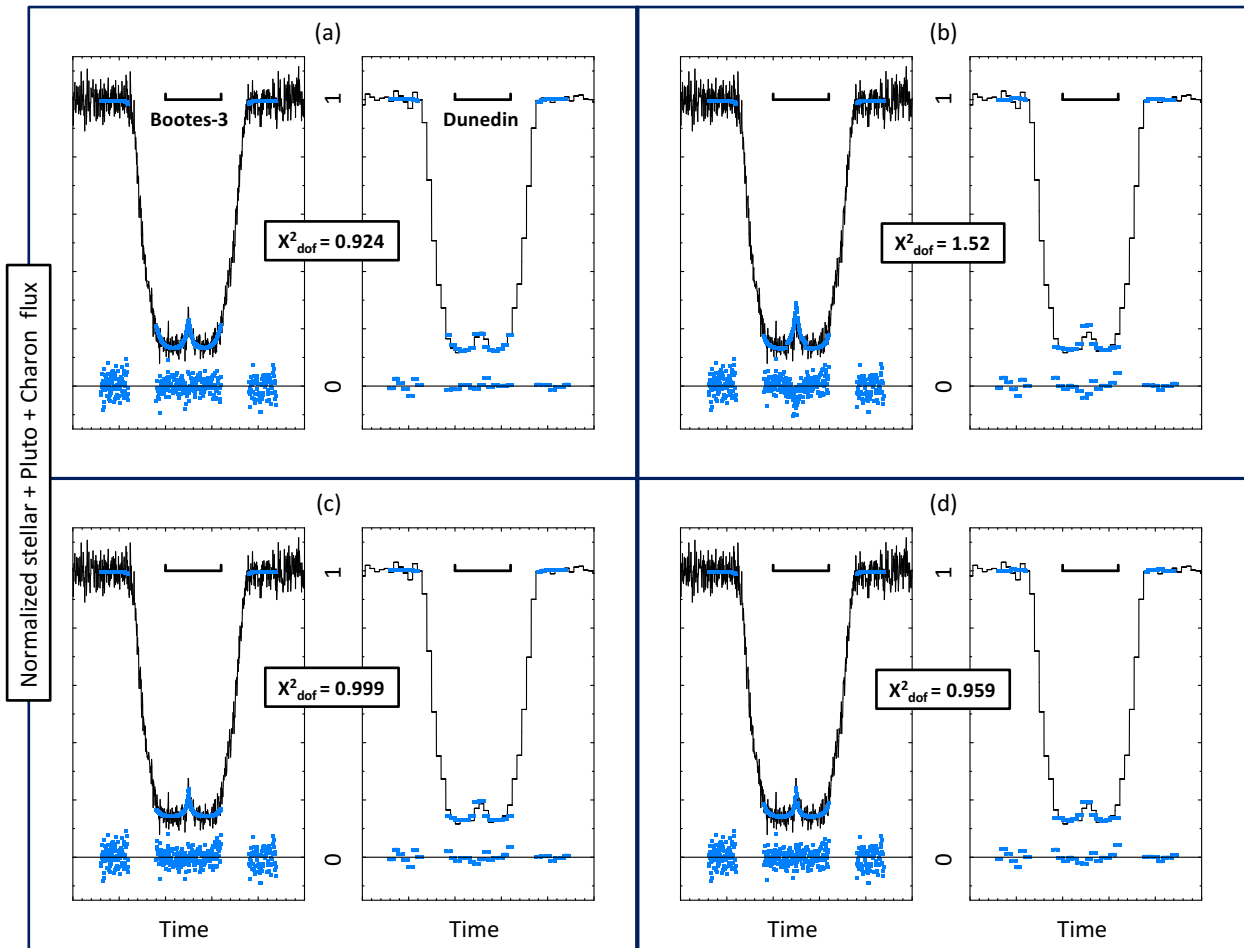 (a)
(b)
Bootes-3
Dunedin
1
1
X²dof = 0.924
X²dof = 1.52
0
0
Normalized stellar + Pluto + Charon flux
(c)
(d)
1
1
X²dof = 0.999
X²dof = 0.959
0
0
Time
Time
Time
Time